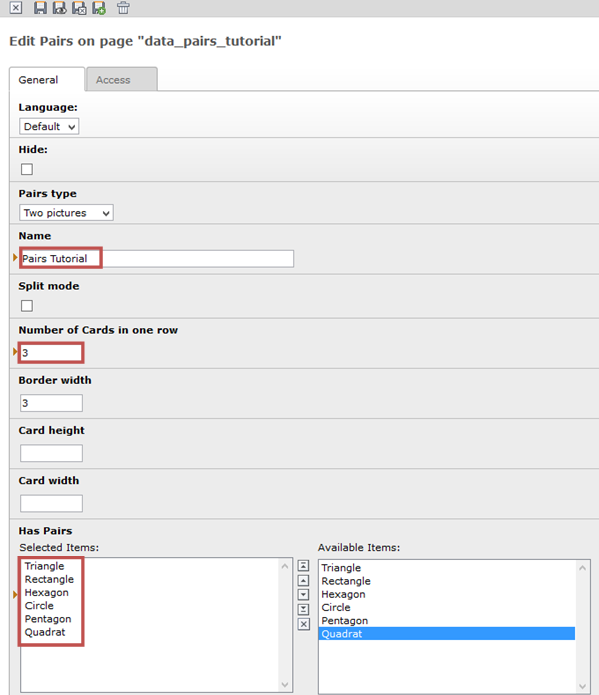 Edit Pairs on page "data_pairs_tutorial"
General Access
Language:
Default
Hide:
Pairs type
Two pictures
Name
Pairs Tutorial
Split mode
Number of Cards in one row
3
Border width
3
Card height
Card width
Has Pairs
Selected Items:
Triangle
Rectangle
Hexagon
Circle
Pentagon
Quadrat
Available Items:
Triangle
Rectangle
Hexagon
Circle
Pentagon
Quadrat